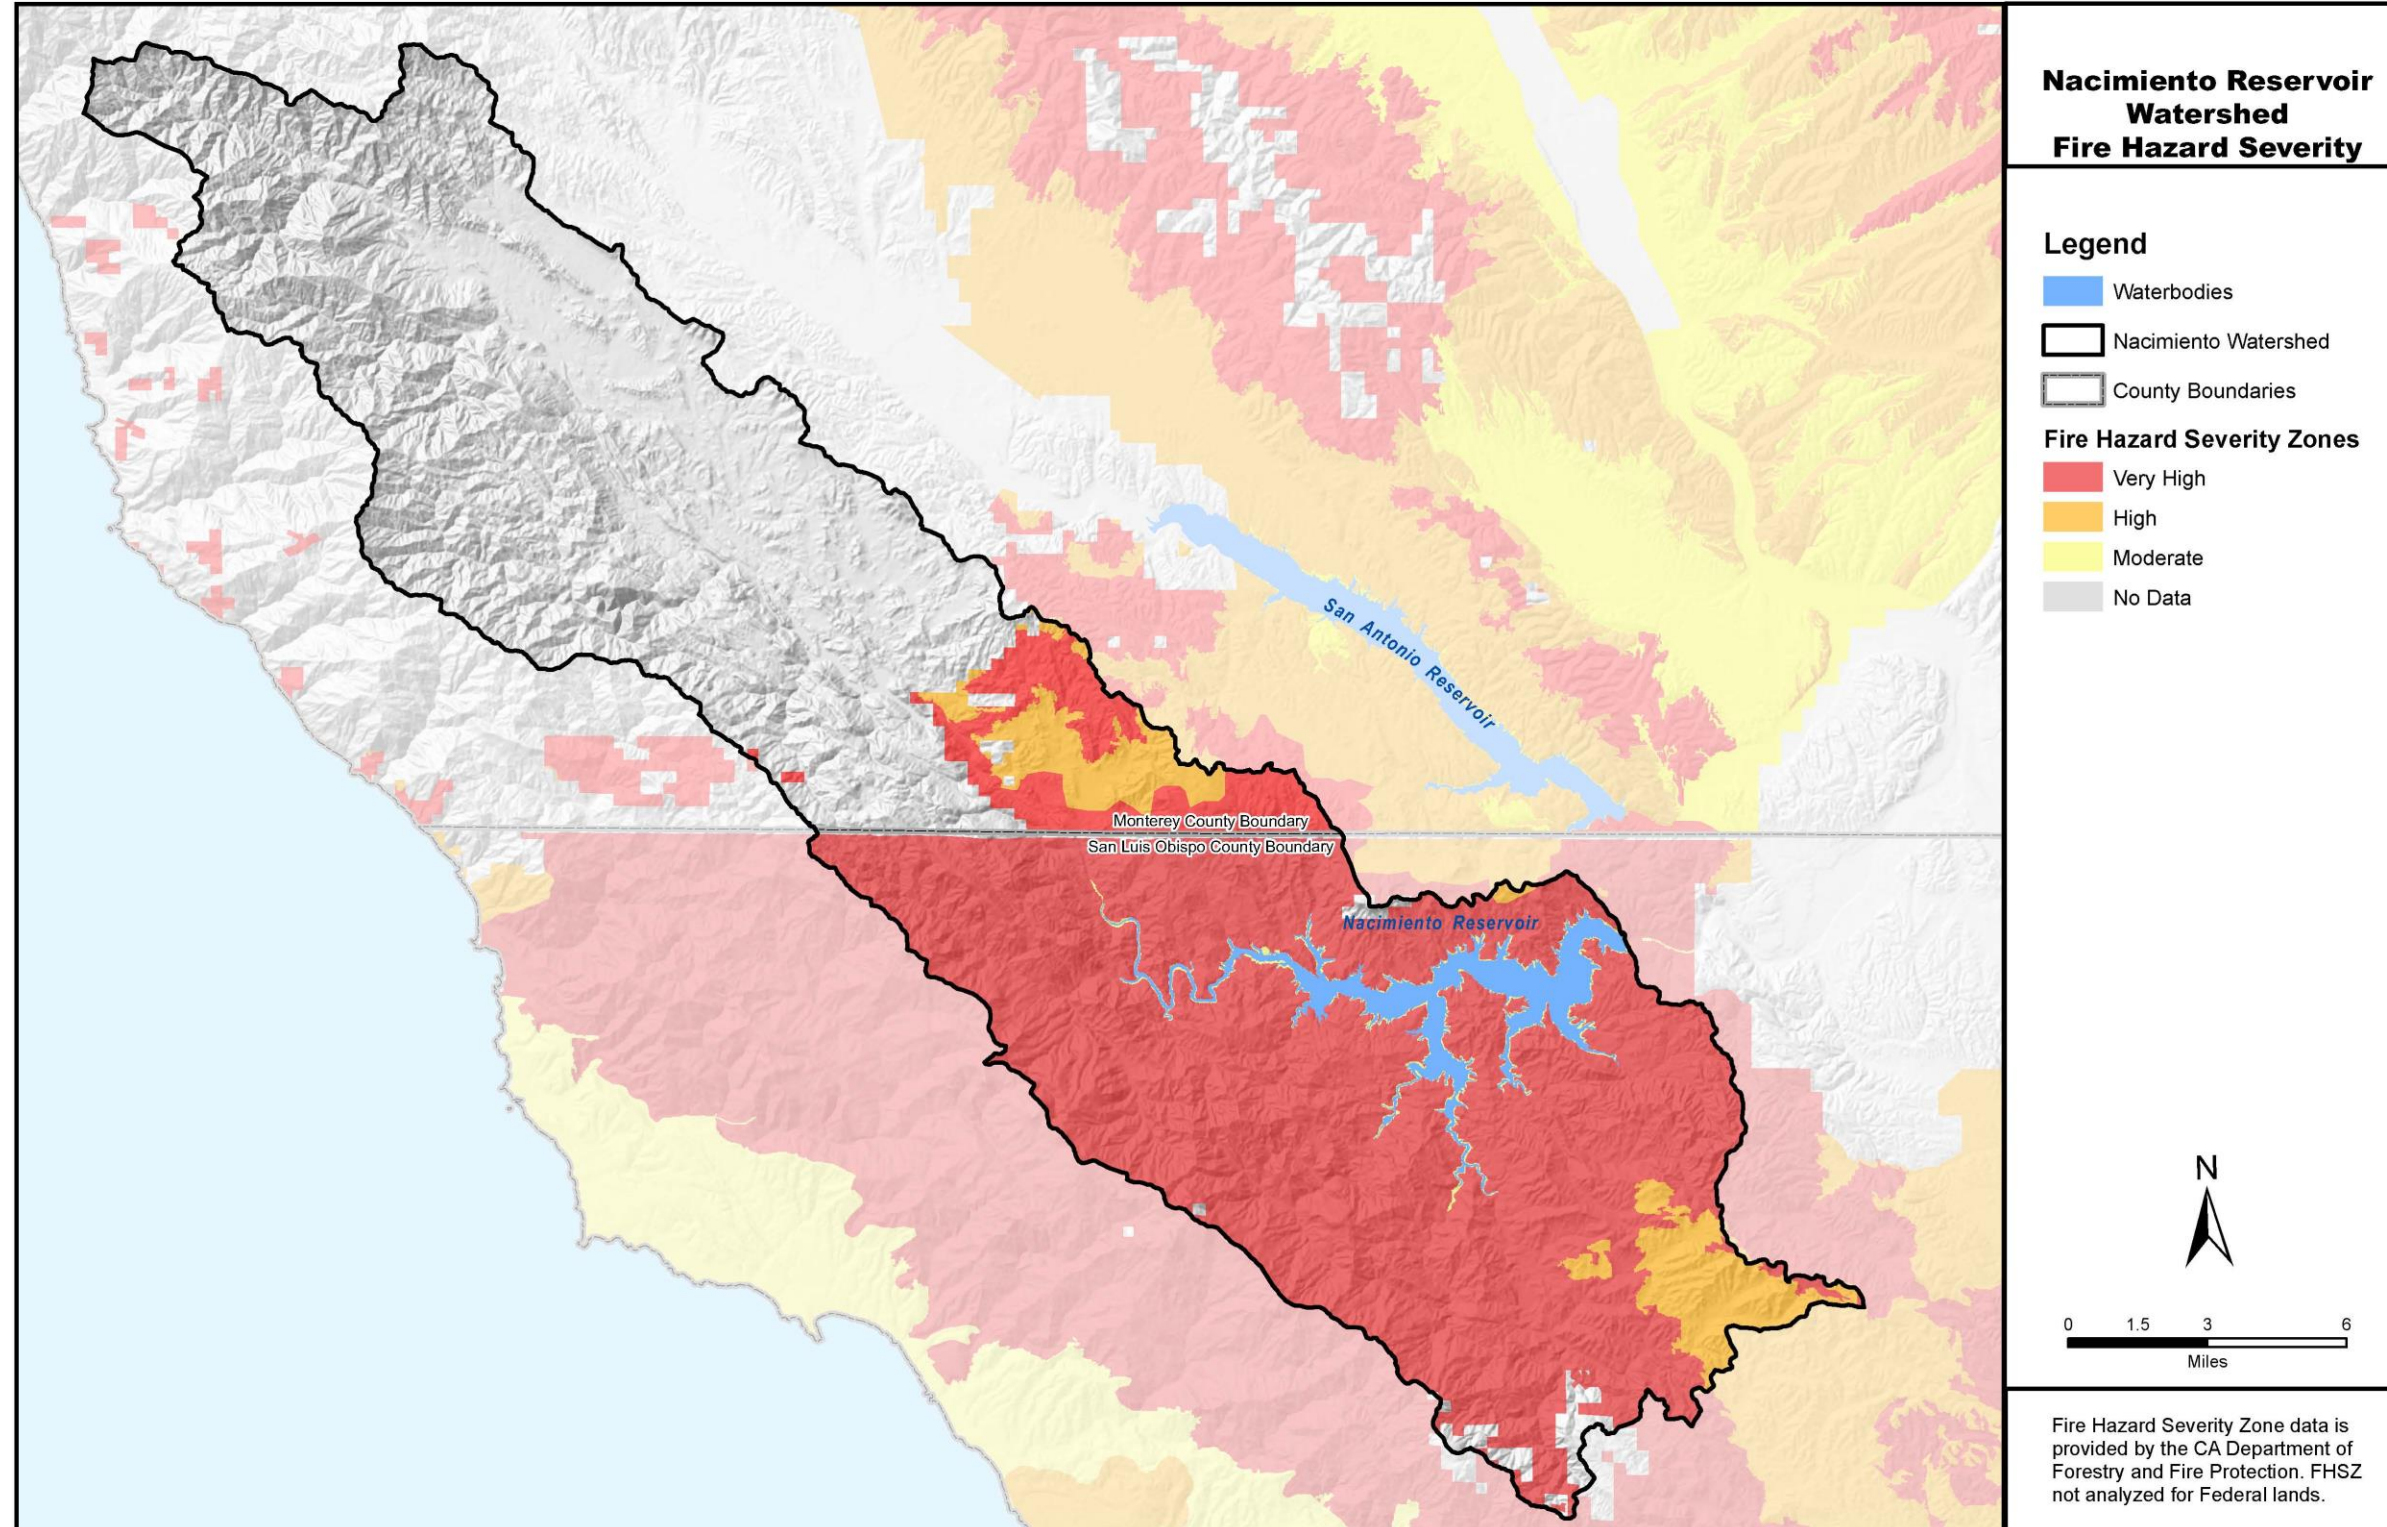 Nacimiento Reservoir
Watershed
Fire Hazard Severity
Legend
Waterbodies
Nacimiento Watershed
County Boundaries
Fire Hazard Severity Zones
Very High
High
Moderate
No Data
San Antonio Reservoir
Monterey County Boundary
San Luis Obispo County Boundary
Nacimiento Reservoir
N
0 1.5 3 6
Miles
Fire Hazard Severity Zone data is
provided by the CA Department of
Forestry and Fire Protection. FHSZ
not analyzed for Federal lands.